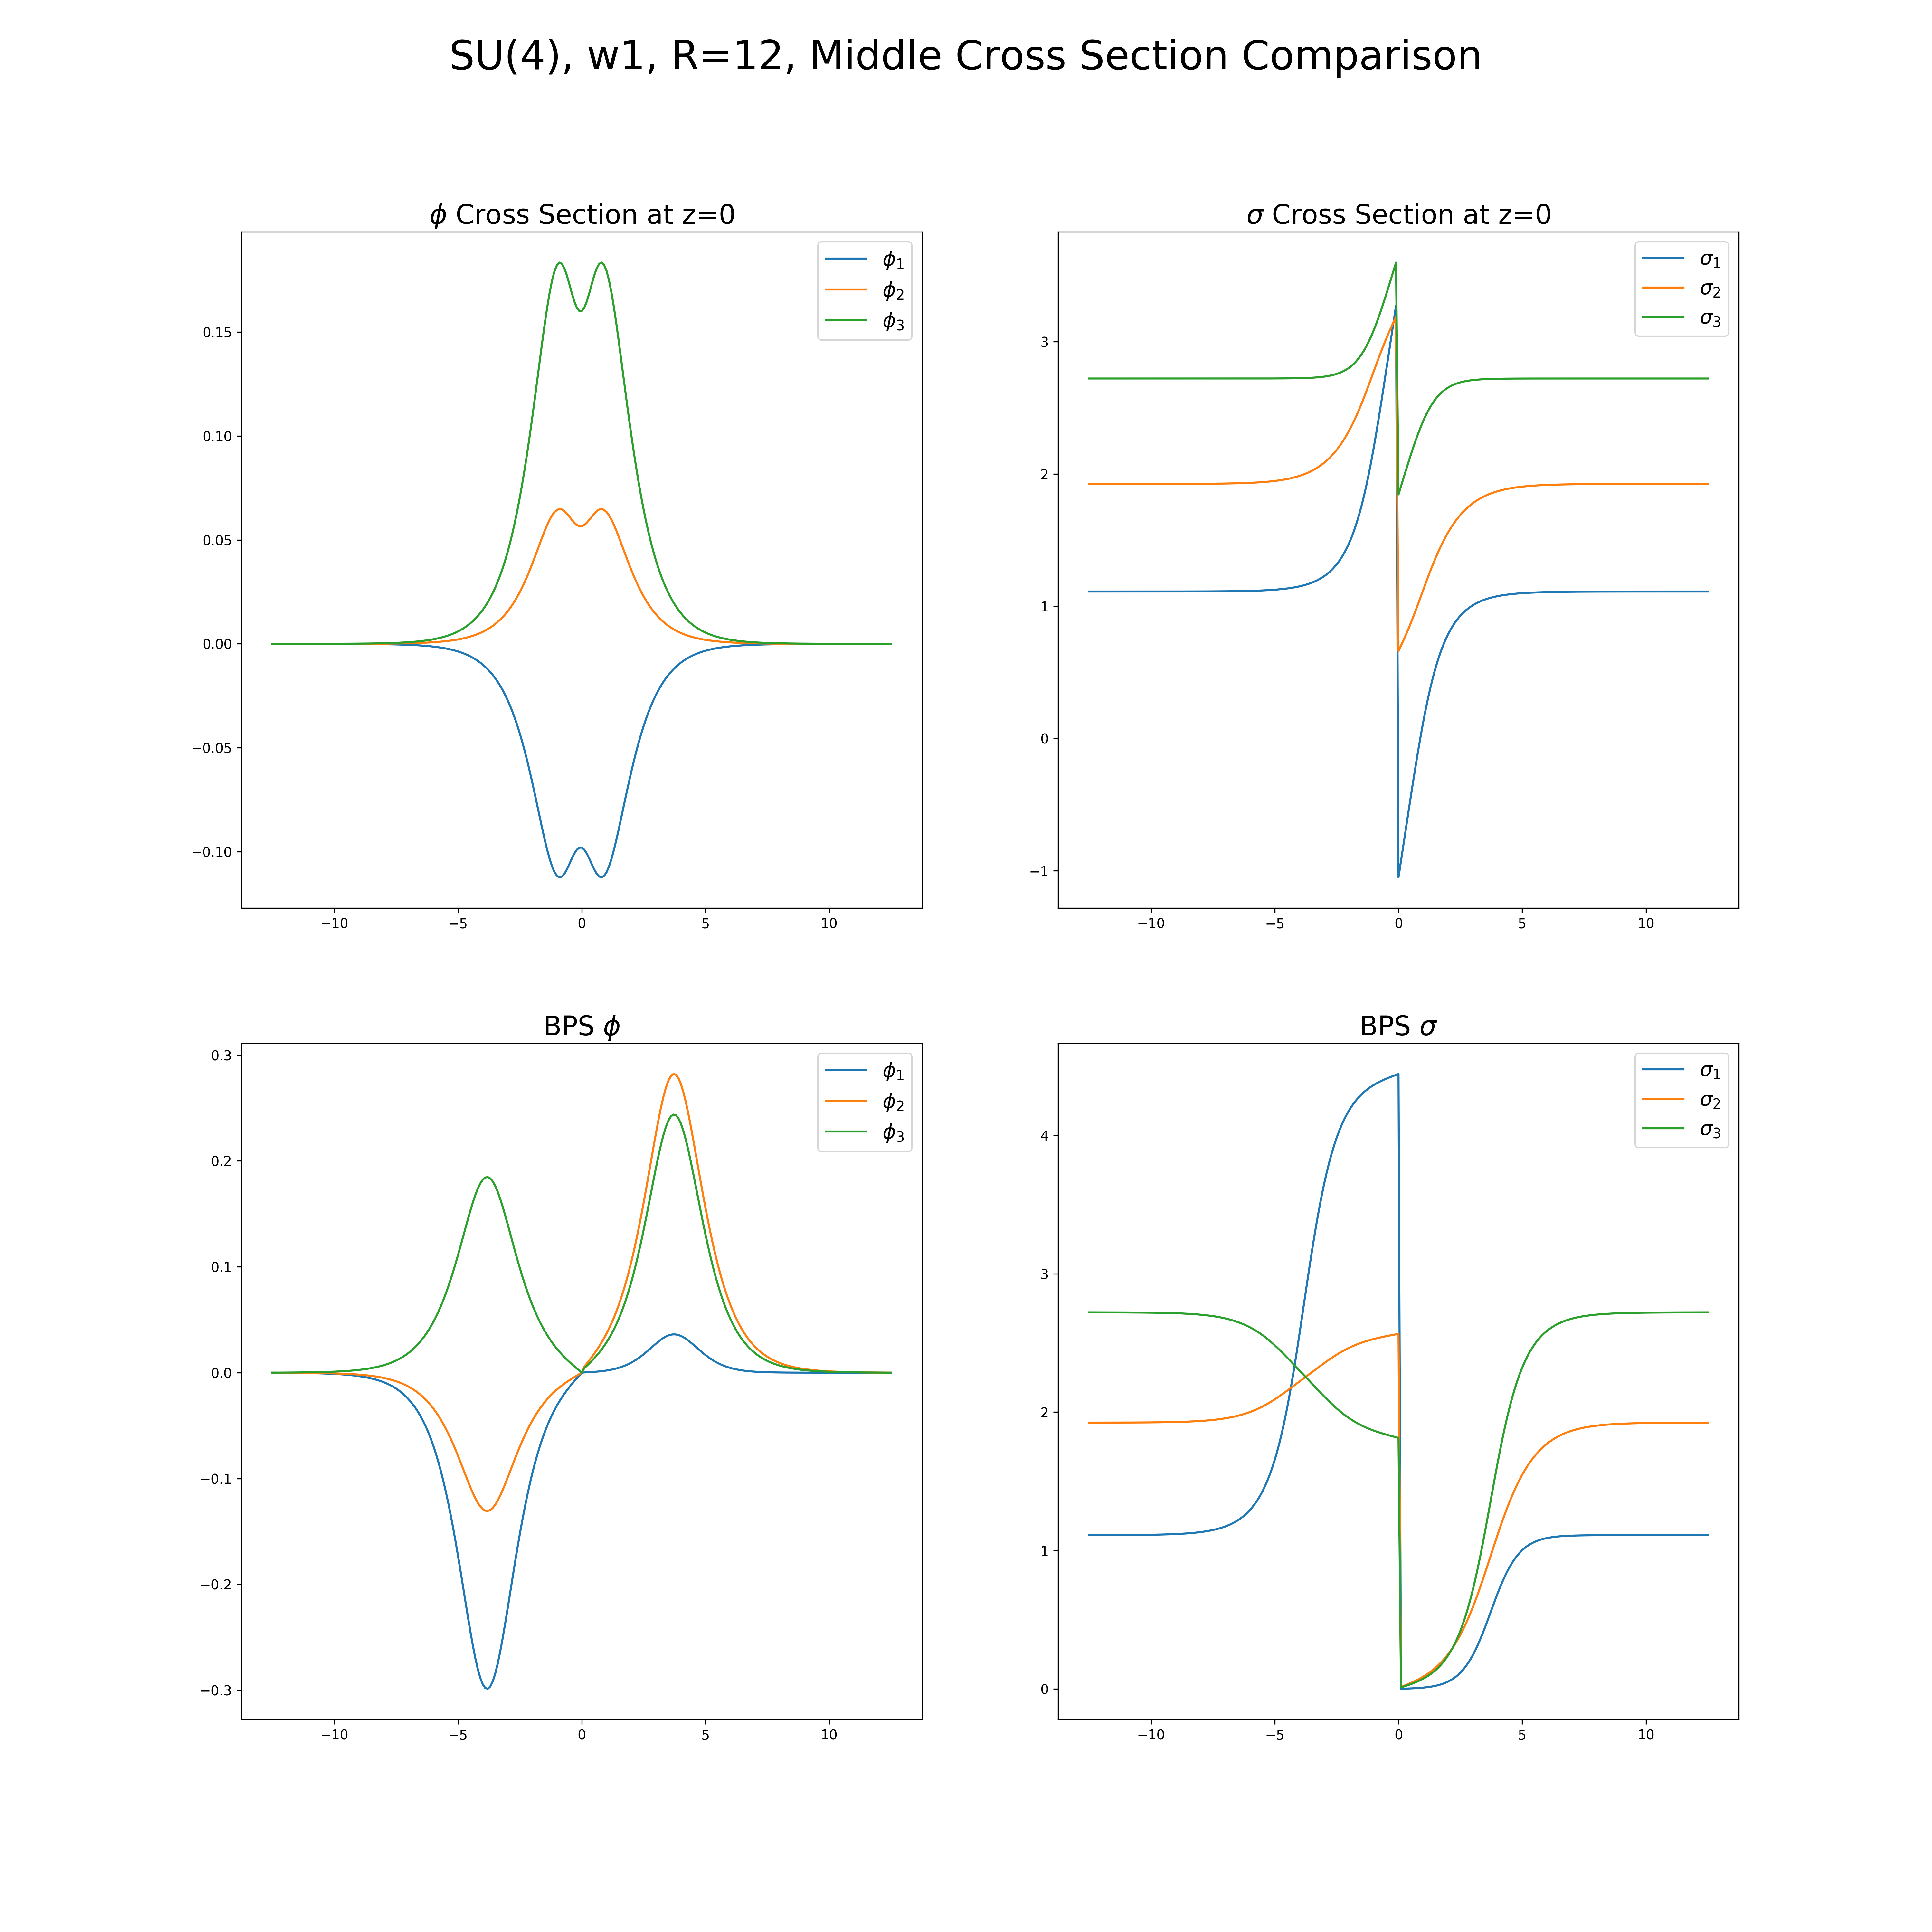 SU(4), w1, R=12, Middle Cross Section Comparison
ϕ Cross Section at z=0
ϕ₁
ϕ₂
ϕ₃
0.15
0.10
0.05
0.00
−0.05
−0.10
−10 −5 0 5 10
σ Cross Section at z=0
σ₁
σ₂
σ₃
3
2
1
0
−1
−10 −5 0 5 10
BPS ϕ
ϕ₁
ϕ₂
ϕ₃
0.3
0.2
0.1
0.0
−0.1
−0.2
−0.3
−10 −5 0 5 10
BPS σ
σ₁
σ₂
σ₃
4
3
2
1
0
−10 −5 0 5 10